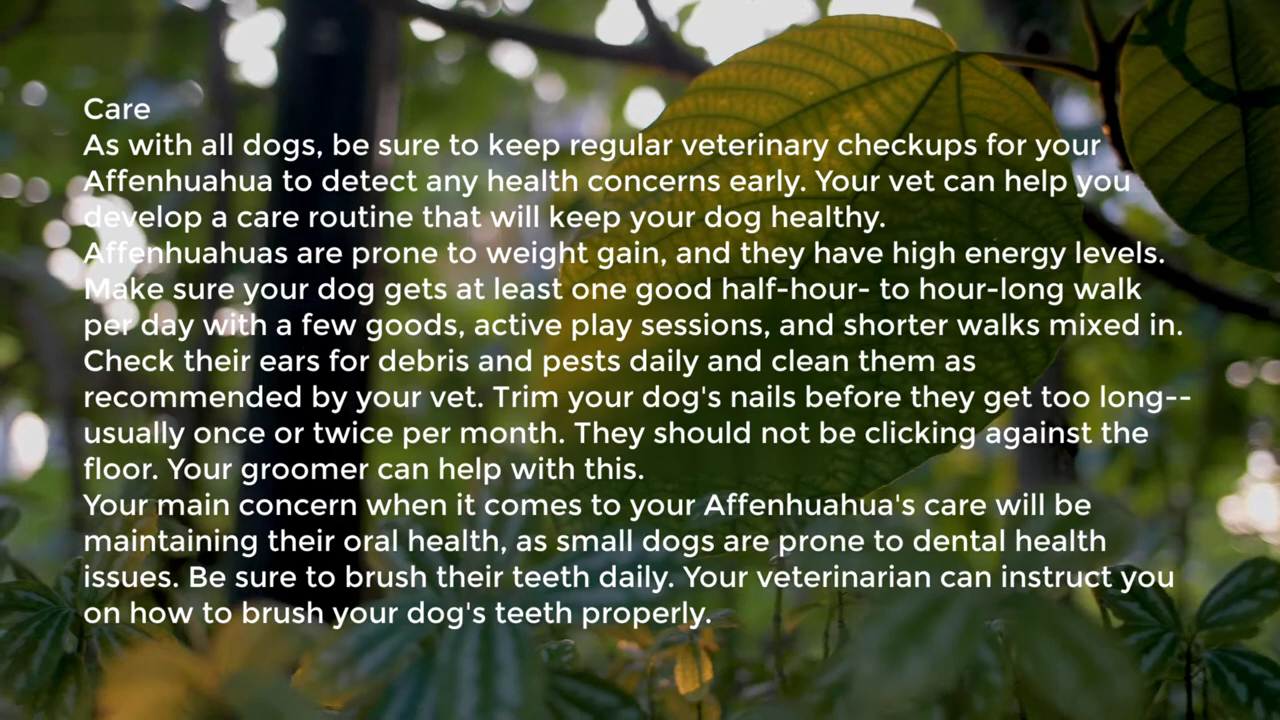 Care
As with all dogs, be sure to keep regular veterinary checkups for your
Affenhuahua to detect any health concerns early. Your vet can help you
develop a care routine that will keep your dog healthy.
Affenhuahuas are prone to weight gain, and they have high energy levels.
Make sure your dog gets at least one good half-hour- to hour-long walk
per day with a few goods, active play sessions, and shorter walks mixed in.
Check their ears for debris and pests daily and clean them as
recommended by your vet. Trim your dog's nails before they get too long--
usually once or twice per month. They should not be clicking against the
floor. Your groomer can help with this.
Your main concern when it comes to your Affenhuahua's care will be
maintaining their oral health, as small dogs are prone to dental health
issues. Be sure to brush their teeth daily. Your veterinarian can instruct you
on how to brush your dog's teeth properly.